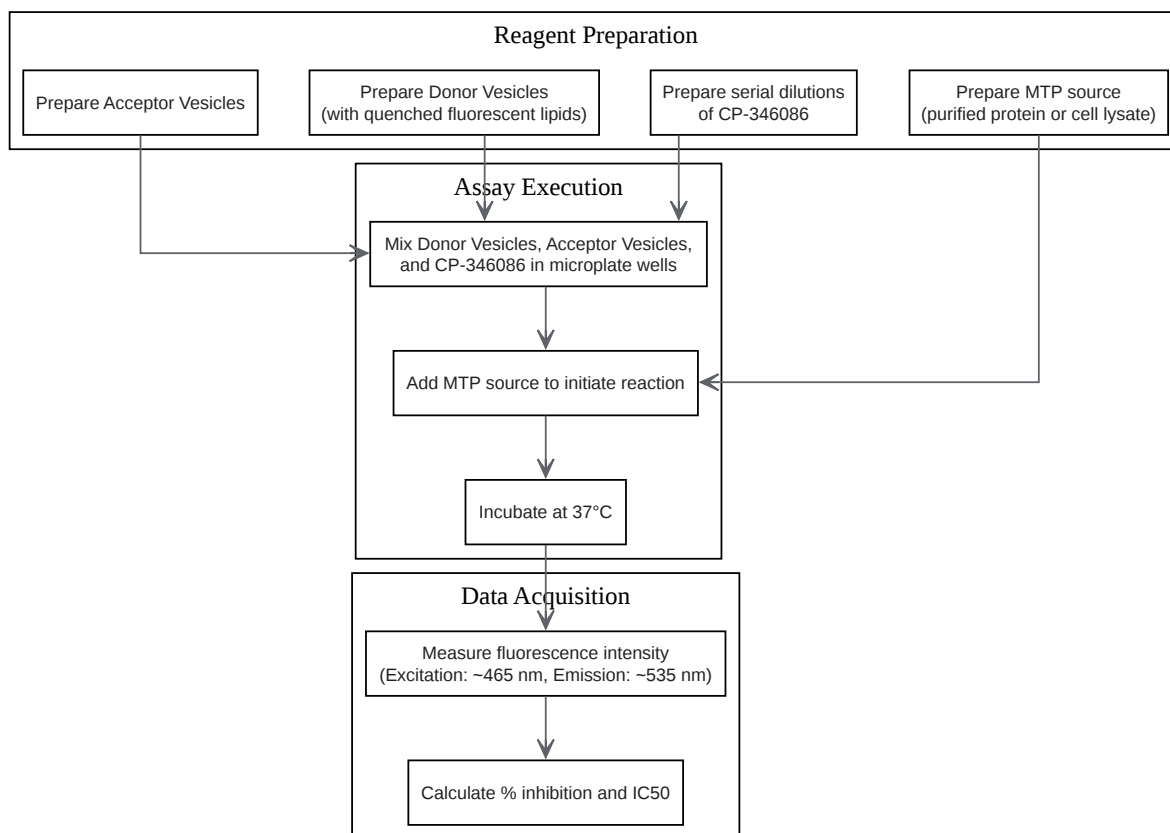 Reagent Preparation
Prepare Acceptor Vesicles
Prepare Donor Vesicles
(with quenched fluorescent lipids)
Prepare serial dilutions
of CP-346086
Prepare MTP source
(purified protein or cell lysate)
Assay Execution
Mix Donor Vesicles, Acceptor Vesicles,
and CP-346086 in microplate wells
Add MTP source to initiate reaction
Incubate at 37°C
Data Acquisition
Measure fluorescence intensity
(Excitation: ~465 nm, Emission: ~535 nm)
Calculate % inhibition and IC50